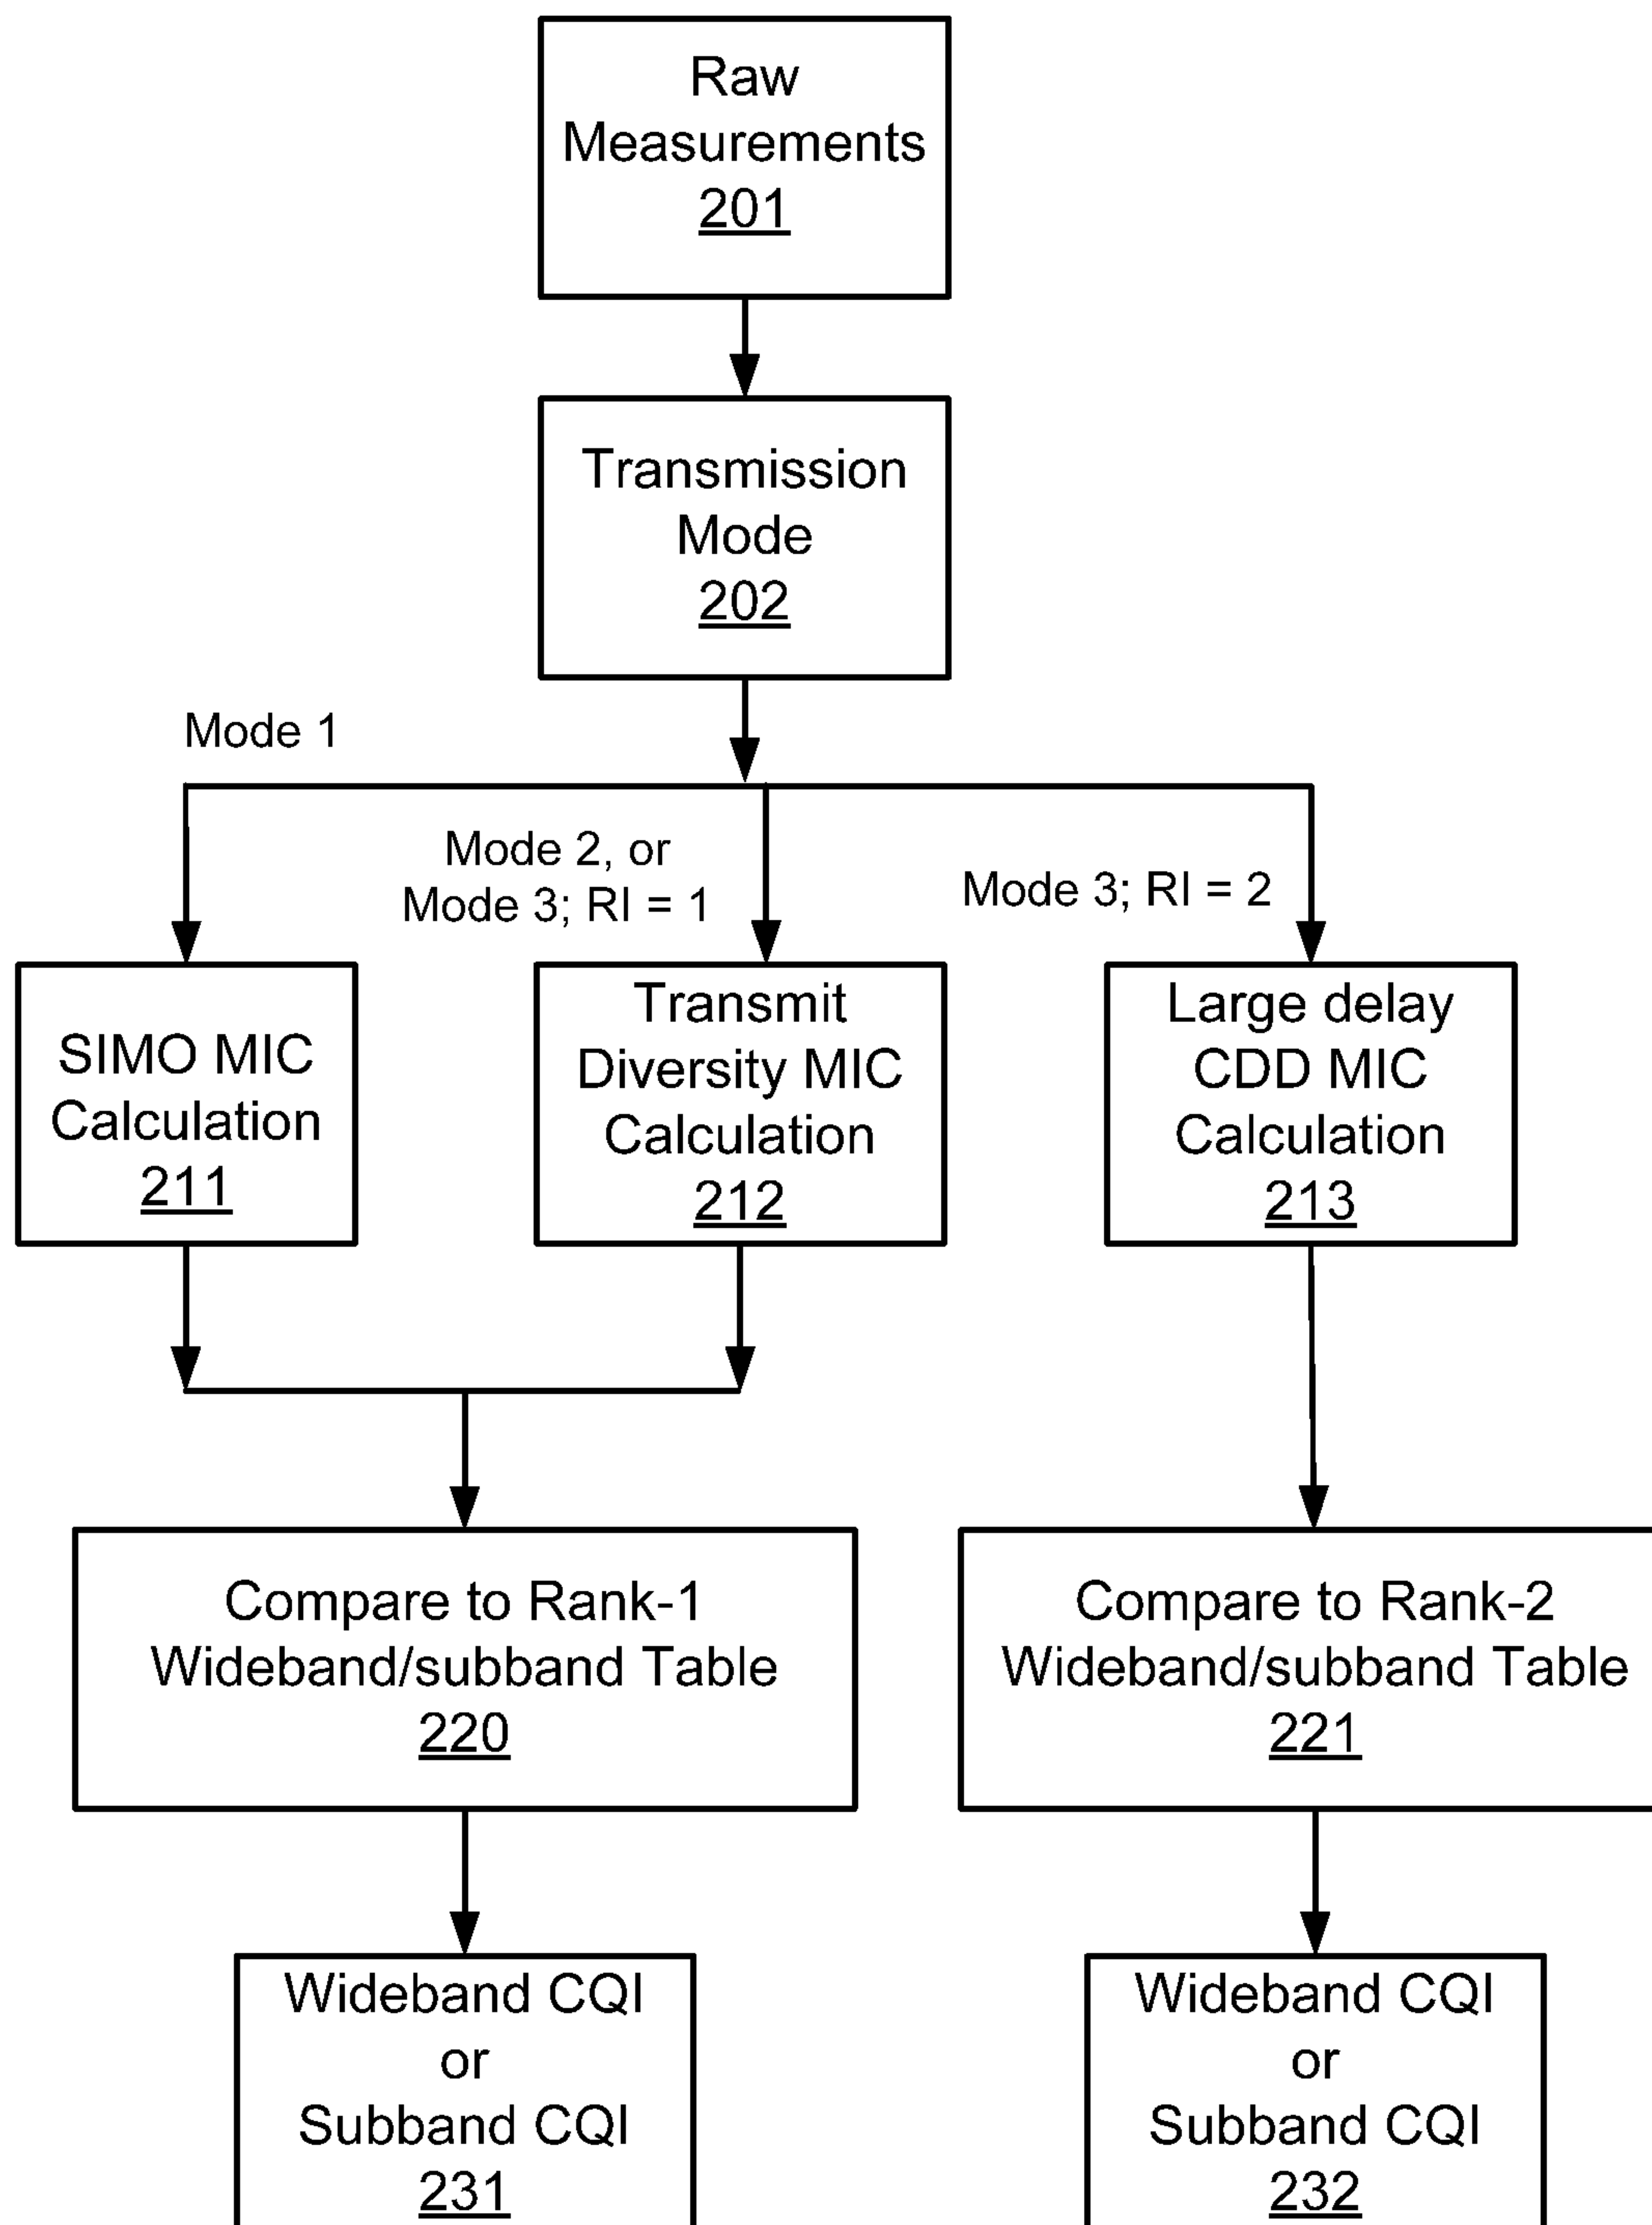 Raw
Measurements
201
Transmission
Mode
202
Mode 1
Mode 2, or
Mode 3; RI = 1
Mode 3; RI = 2
SIMO MIC
Calculation
211
Transmit
Diversity MIC
Calculation
212
Large delay
CDD MIC
Calculation
213
Compare to Rank-1
Wideband/subband Table
220
Compare to Rank-2
Wideband/subband Table
221
Wideband CQI
or
Subband CQI
231
Wideband CQI
or
Subband CQI
232